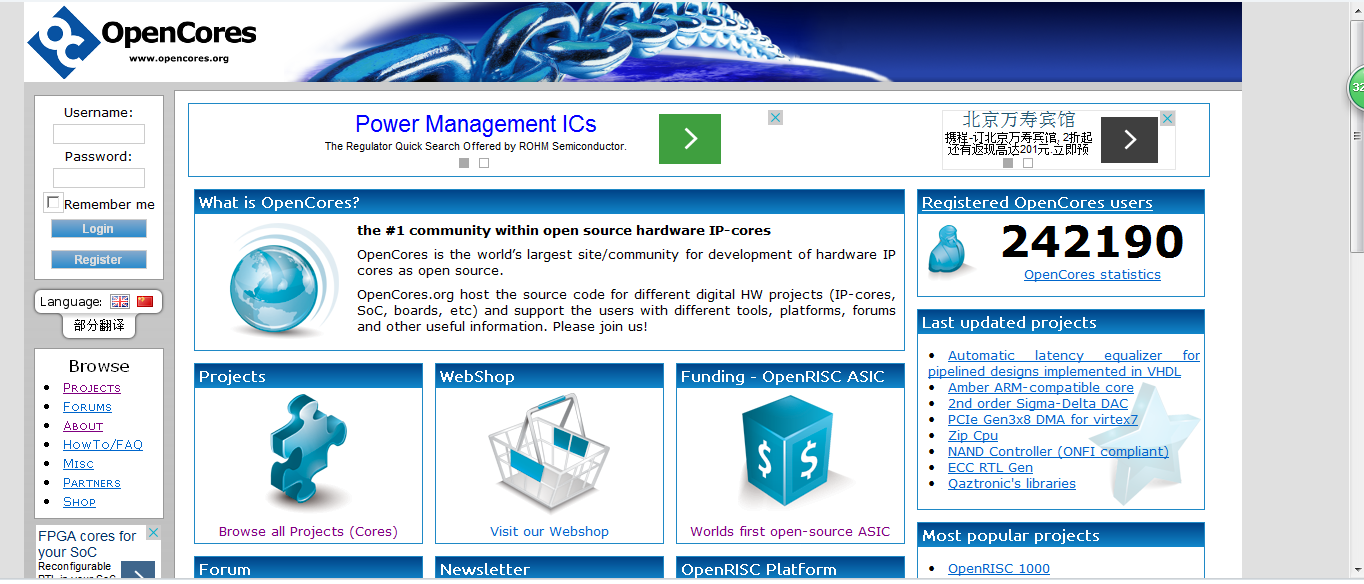 OpenCores
www.opencores.org
Username:
Password:
Remember me
Login
Register
Language:
部分翻译
Browse
Projects
Forums
About
HowTo/FAQ
Misc
Partners
Shop
FPGA cores for
your SoC
Reconfigurable
RTL in your SoC
Power Management ICs
The Regulator Quick Search Offered by ROHM Semiconductor.
北京万寿宾馆
携程-订北京万寿宾馆, 2折起
还有返现高达201元.立即预
What is OpenCores?
the #1 community within open source hardware IP-cores
OpenCores is the world's largest site/community for development of hardware IP
cores as open source.
OpenCores.org host the source code for different digital HW projects (IP-cores,
SoC, boards, etc) and support the users with different tools, platforms, forums
and other useful information. Please join us!
Projects
Browse all Projects (Cores)
WebShop
Visit our Webshop
Funding - OpenRISC ASIC
$ $
Worlds first open-source ASIC
Forum
Newsletter
OpenRISC Platform
Registered OpenCores users
242190
OpenCores statistics
Last updated projects
Automatic latency equalizer for
pipelined designs implemented in VHDL
Amber ARM-compatible core
2nd order Sigma-Delta DAC
PCIe Gen3x8 DMA for virtex7
Zip Cpu
NAND Controller (ONFI compliant)
ECC RTL Gen
Qaztronic's libraries
Most popular projects
OpenRISC 1000